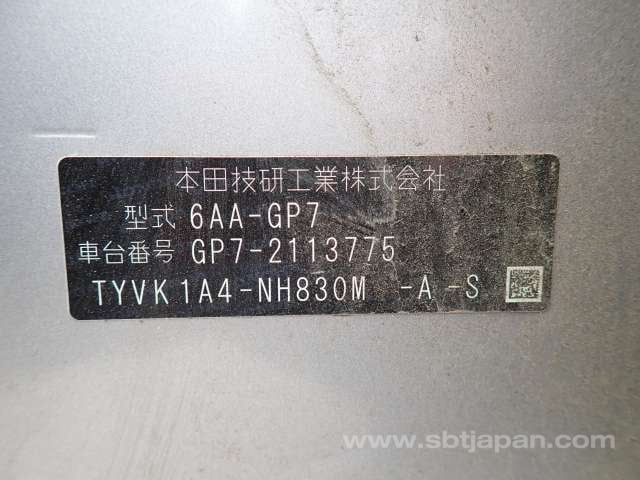 本田技研工業株式会社
型式 6AA-GP7
車台番号 GP7-2113775
TYVK1A4-NH830M -A -S
www.sbtjapan.com